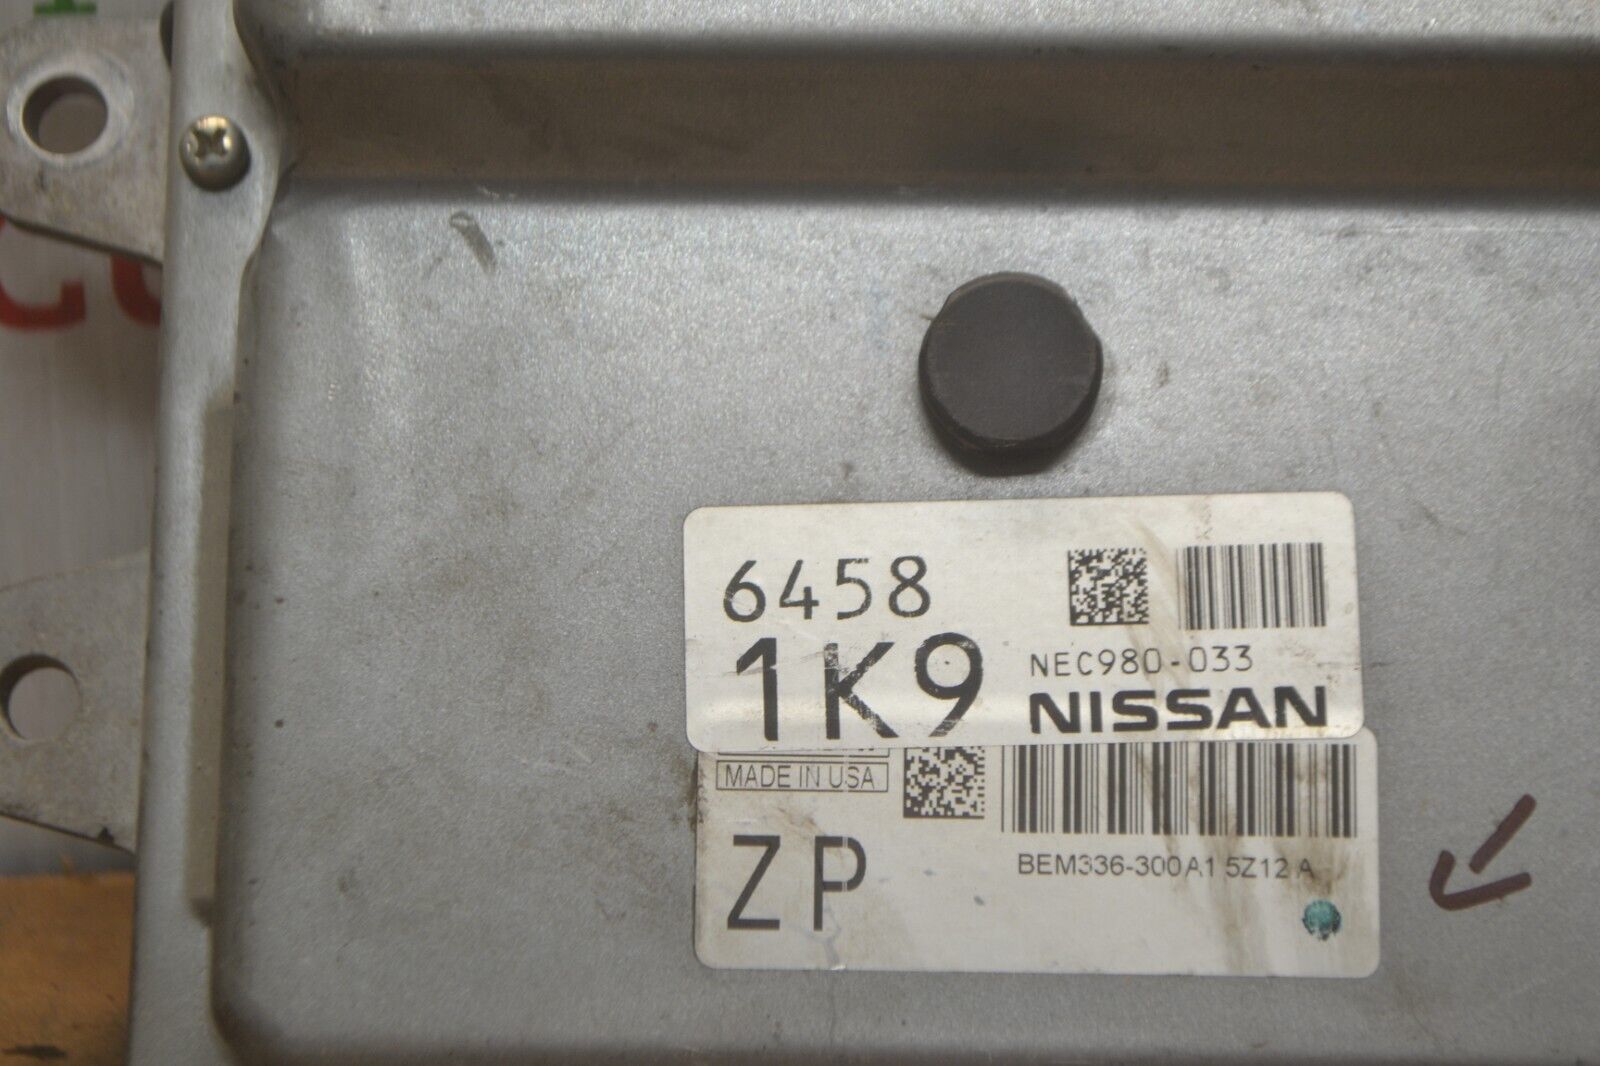 6458
1K9
NEC980-033
NISSAN
MADE IN USA
ZP
BEM336-300 A1 5Z12 A